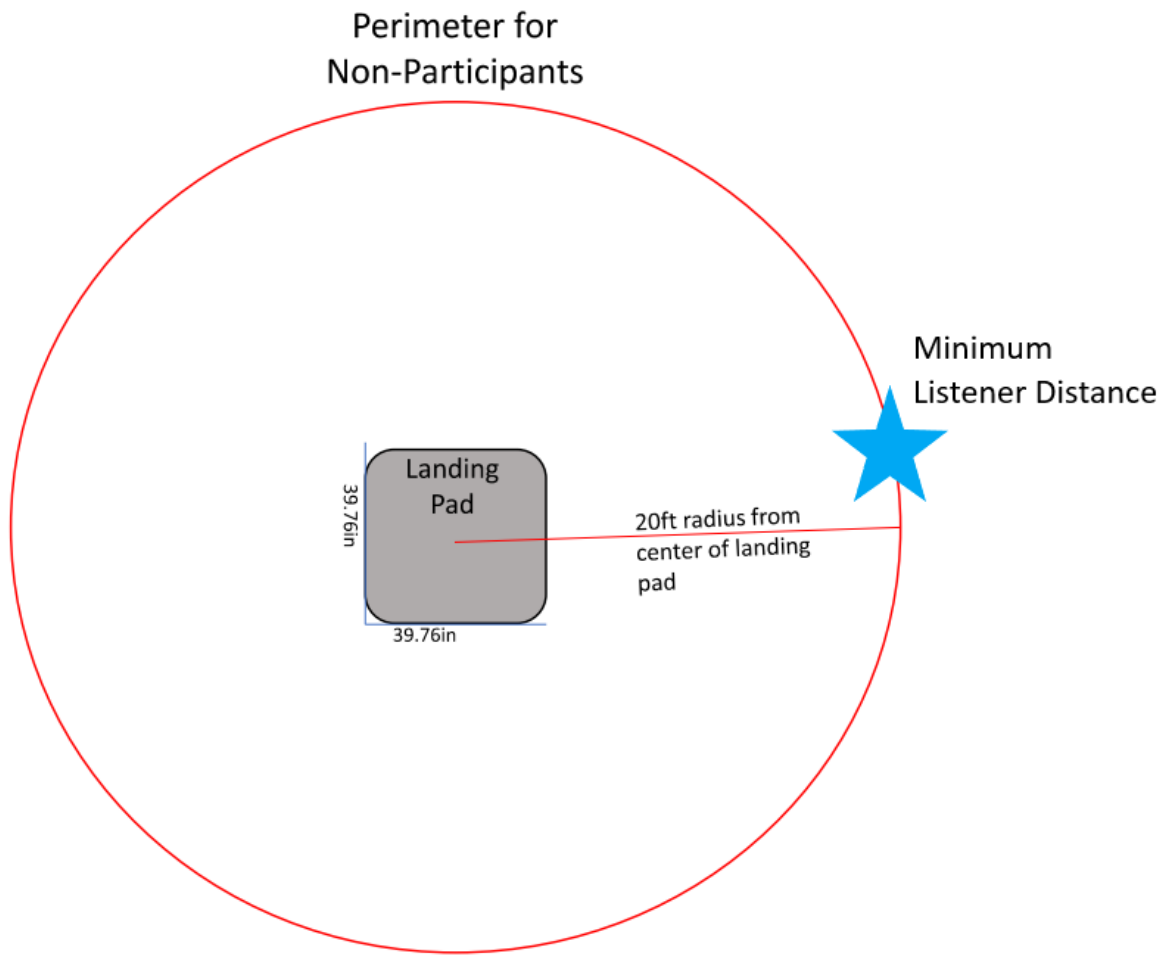 Perimeter for
Non-Participants
Minimum
Listener Distance
Landing
Pad
39.76in
20ft radius from
center of landing
pad
39.76in